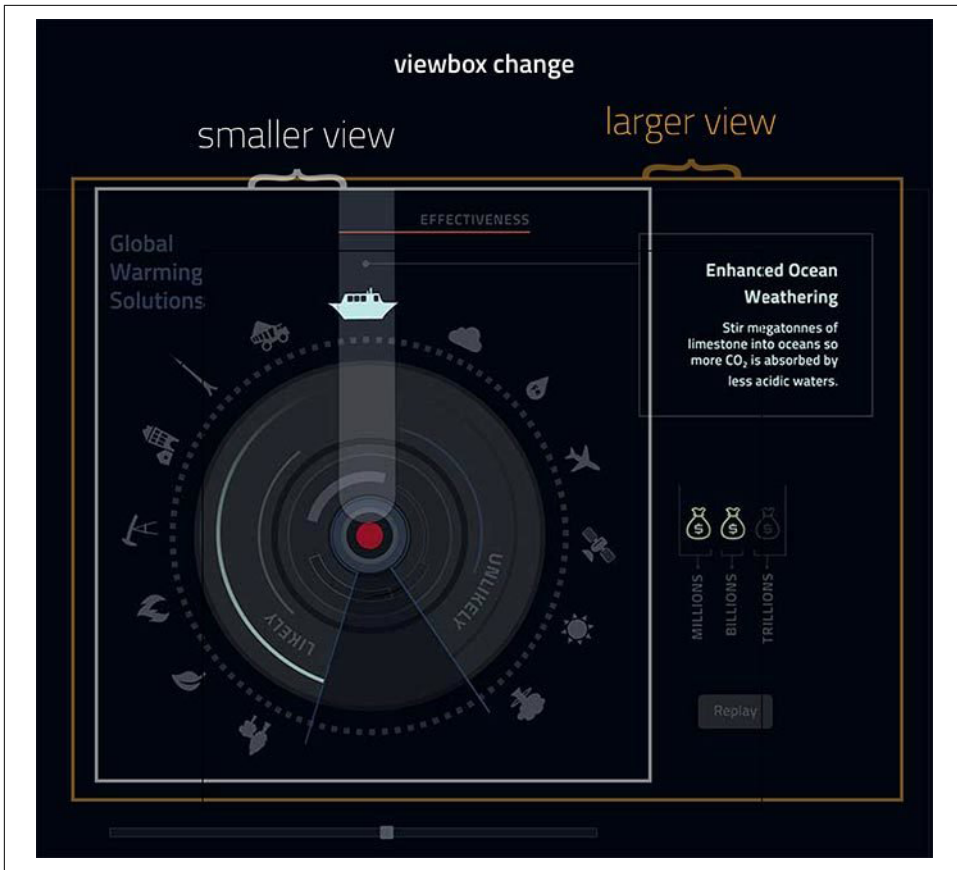 viewbox change
smaller view
larger view
EFFECTIVENESS
Global
Warming
Solutions
Enhanced Ocean
Weathering
Stir megatonnes of
limestone into oceans so
more CO₂ is absorbed by
less acidic waters.
LIKELY
UNLIKELY
$ $ $
MILLIONS
BILLIONS
TRILLIONS
Replay